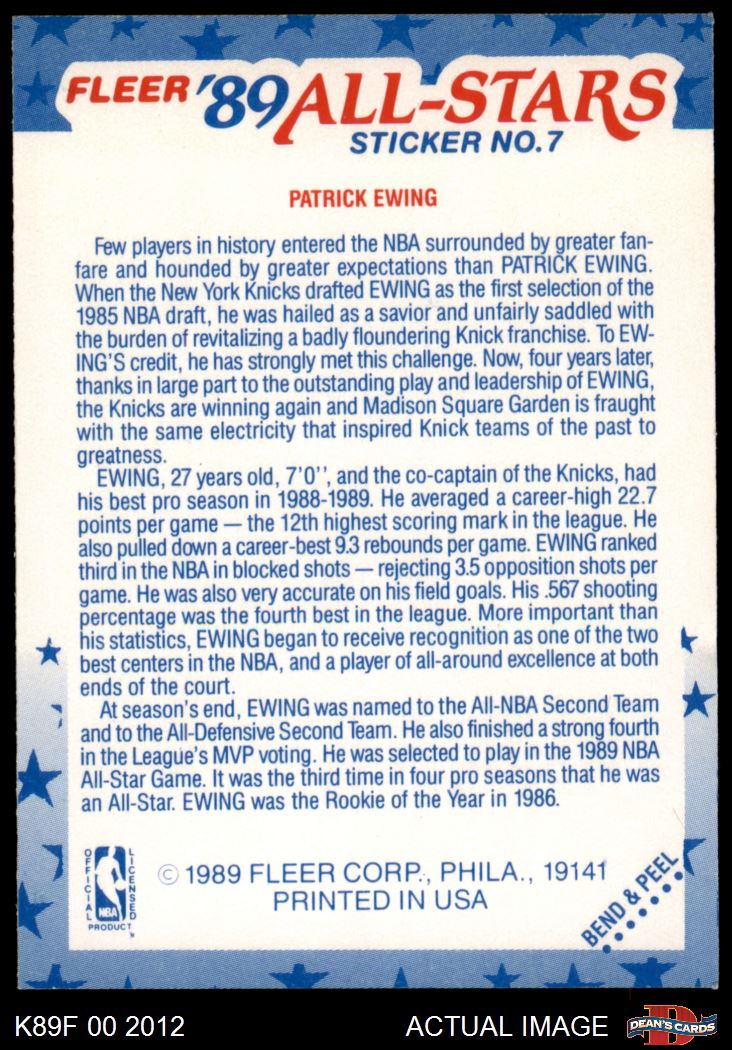 FLEER '89 ALL-STARS
STICKER NO.7
PATRICK EWING
Few players in history entered the NBA surrounded by greater fan-
fare and hounded by greater expectations than PATRICK EWING.
When the New York Knicks drafted EWING as the first selection of the
1985 NBA draft, he was hailed as a savior and unfairly saddled with
the burden of revitalizing a badly floundering Knick franchise. To EW-
ING'S credit, he has strongly met this challenge. Now, four years later,
thanks in large part to the outstanding play and leadership of EWING,
the Knicks are winning again and Madison Square Garden is fraught
with the same electricity that inspired Knick teams of the past to
greatness.
EWING, 27 years old, 7'0'', and the co-captain of the Knicks, had
his best pro season in 1988-1989. He averaged a career-high 22.7
points per game — the 12th highest scoring mark in the league. He
also pulled down a career-best 9.3 rebounds per game. EWING ranked
third in the NBA in blocked shots — rejecting 3.5 opposition shots per
game. He was also very accurate on his field goals. His .567 shooting
percentage was the fourth best in the league. More important than
his statistics, EWING began to receive recognition as one of the two
best centers in the NBA, and a player of all-around excellence at both
ends of the court.
At season's end, EWING was named to the All-NBA Second Team
and to the All-Defensive Second Team. He also finished a strong fourth
in the League's MVP voting. He was selected to play in the 1989 NBA
All-Star Game. It was the third time in four pro seasons that he was
an All-Star. EWING was the Rookie of the Year in 1986.
OFFICIAL LICENSED
NBA
PRODUCT
© 1989 FLEER CORP., PHILA., 19141
PRINTED IN USA
BEND & PEEL
K89F 00 2012
ACTUAL IMAGE
D
DEAN'S CARDS